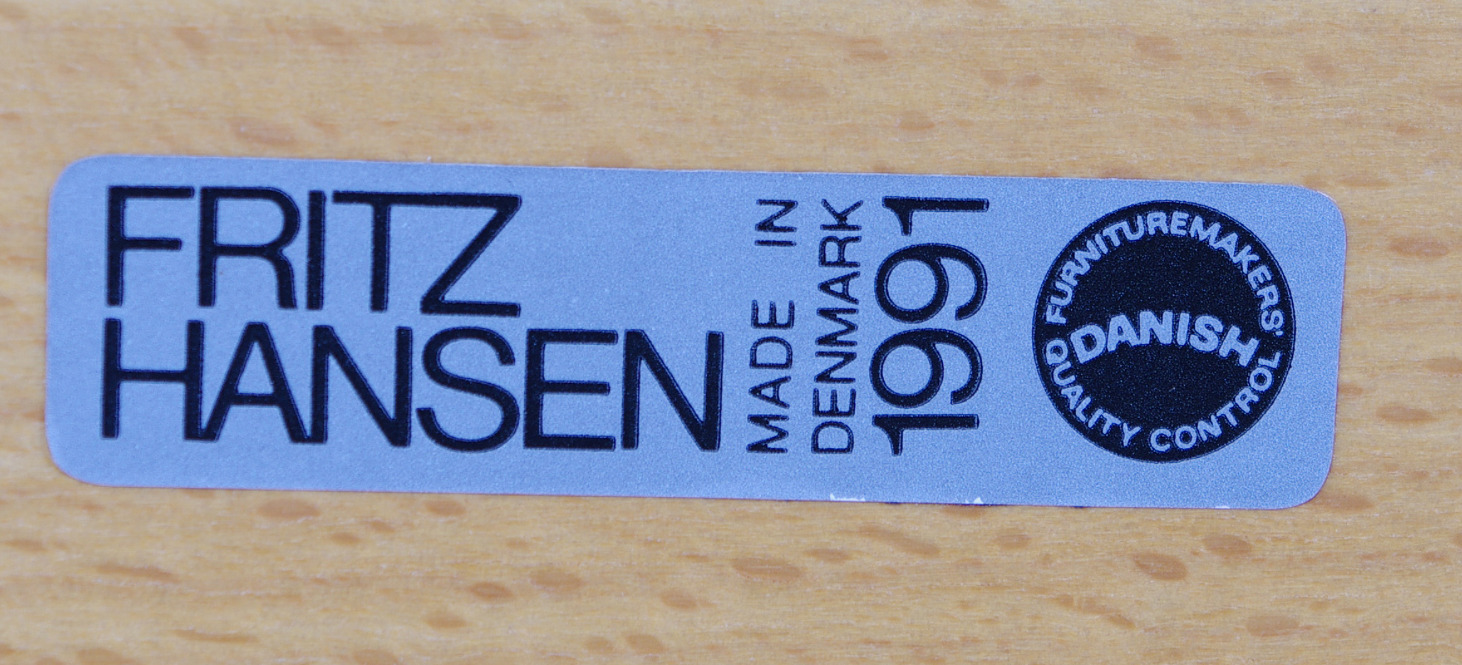 FRITZ
HANSEN
MADE IN
DENMARK
1991
FURNITUREMAKERS'
DANISH
QUALITY CONTROL